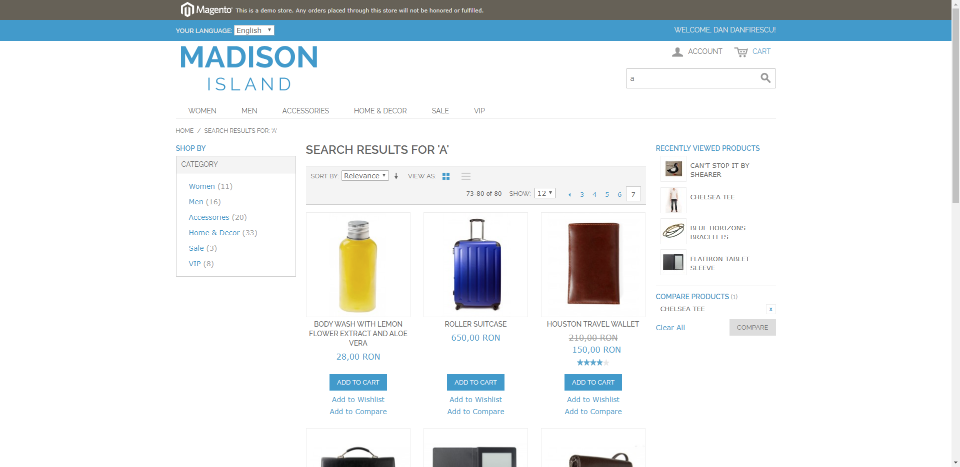 Magento This is a demo store. Any orders placed through this store will not be honored or fulfilled.
YOUR LANGUAGE: English
WELCOME, DAN DANFIRESCU!
MADISON
ISLAND
ACCOUNT CART
a
WOMEN MEN ACCESSORIES HOME & DECOR SALE VIP
HOME / SEARCH RESULTS FOR: 'A'
SHOP BY
CATEGORY
Women (11)
Men (16)
Accessories (20)
Home & Decor (33)
Sale (3)
VIP (8)
SEARCH RESULTS FOR 'A'
SORT BY Relevance VIEW AS
73-80 of 80 SHOW: 12 3 4 5 6 7
BODY WASH WITH LEMON
FLOWER EXTRACT AND ALOE
VERA
28,00 RON
ADD TO CART
Add to Wishlist
Add to Compare
ROLLER SUITCASE
650,00 RON
ADD TO CART
Add to Wishlist
Add to Compare
HOUSTON TRAVEL WALLET
210,00 RON
150,00 RON
ADD TO CART
Add to Wishlist
Add to Compare
RECENTLY VIEWED PRODUCTS
CAN'T STOP IT BY
SHEARER
CHELSEA TEE
BLUE HORIZONS
BRACELETS
FLATIRON TABLET
SLEEVE
COMPARE PRODUCTS (1)
CHELSEA TEE x
Clear All COMPARE